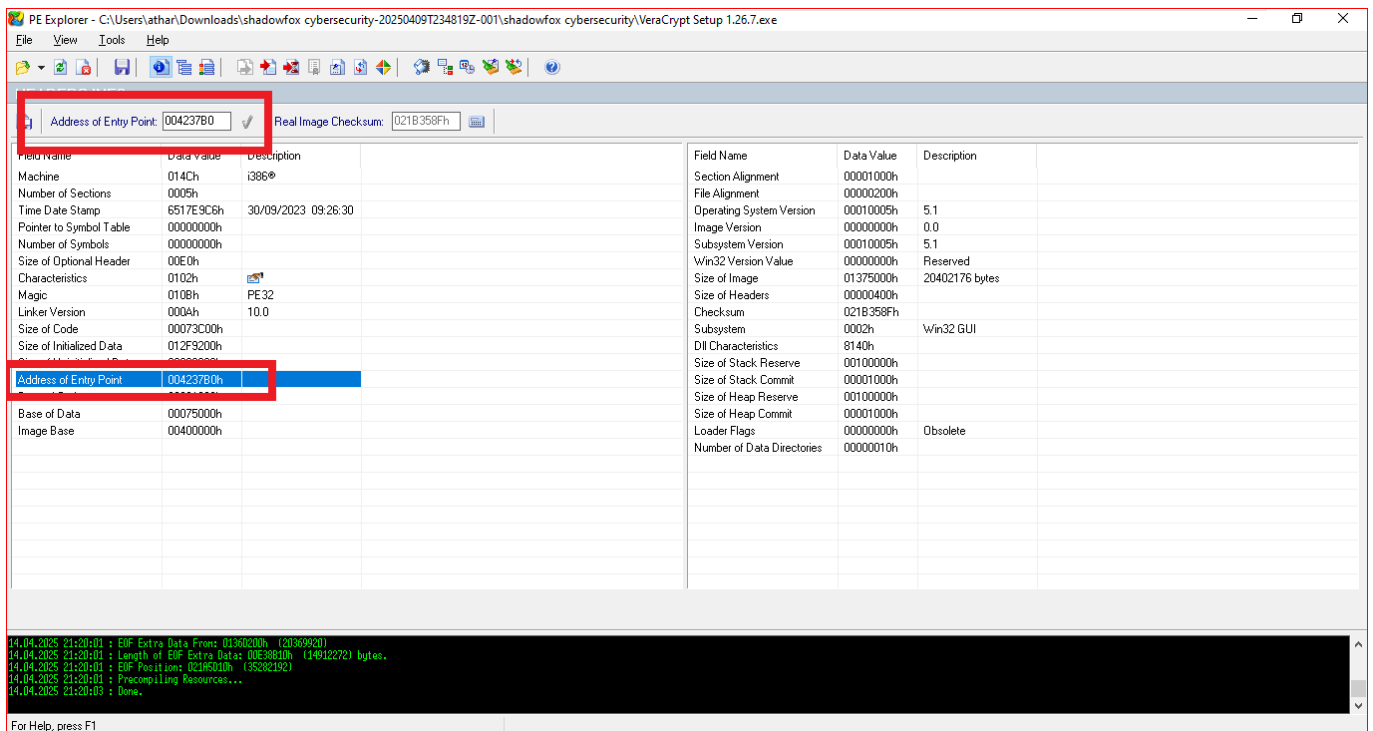 PE Explorer - C:\Users\athar\Downloads\shadowfox cybersecurity-20250409T234819Z-001\shadowfox cybersecurity\VeraCrypt Setup 1.26.7.exe
File View Tools Help
Address of Entry Point: 004237B0 Real Image Checksum: 021B358Fh
Field Name Data Value Description
Machine 014Ch i386®
Number of Sections 0005h
Time Date Stamp 6517E9C6h 30/09/2023 09:26:30
Pointer to Symbol Table 00000000h
Number of Symbols 00000000h
Size of Optional Header 00E0h
Characteristics 0102h
Magic 010Bh PE32
Linker Version 000Ah 10.0
Size of Code 00073C00h
Size of Initialized Data 012F9200h
Address of Entry Point 004237B0h
Base of Data 00075000h
Image Base 00400000h
Field Name Data Value Description
Section Alignment 00001000h
File Alignment 00000200h
Operating System Version 00010005h 5.1
Image Version 00000000h 0.0
Subsystem Version 00010005h 5.1
Win32 Version Value 00000000h Reserved
Size of Image 01375000h 20402176 bytes
Size of Headers 00000400h
Checksum 021B358Fh
Subsystem 0002h Win32 GUI
Dll Characteristics 8140h
Size of Stack Reserve 00100000h
Size of Stack Commit 00001000h
Size of Heap Reserve 00100000h
Size of Heap Commit 00001000h
Loader Flags 00000000h Obsolete
Number of Data Directories 00000010h
14.04.2025 21:20:01 : EOF Extra Data From: 01360200h (20369920)
14.04.2025 21:20:01 : Length of EOF Extra Data: 00E38B10h (14912272) bytes.
14.04.2025 21:20:01 : EOF Position: 021A5D10h (35282192)
14.04.2025 21:20:01 : Precompiling Resources...
14.04.2025 21:20:03 : Done.
For Help, press F1